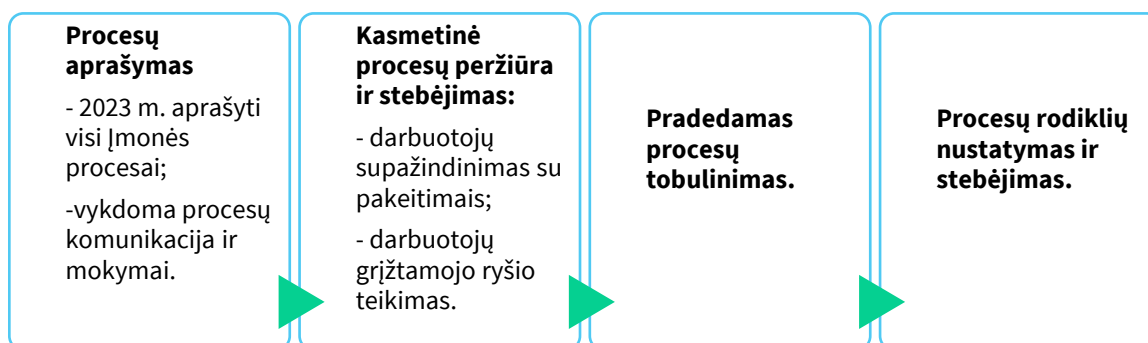 Procesų
aprašymas
- 2023 m. aprašyti
visi Įmonės
procesai;
-vykdoma procesų
komunikacija ir
mokymai.
Kasmetinė
procesų peržiūra
ir stebėjimas:
- darbuotojų
supažindinimas su
pakeitimais;
- darbuotojų
grįžtamojo ryšio
teikimas.
Pradedamas
procesų
tobulinimas.
Procesų rodiklių
nustatymas ir
stebėjimas.